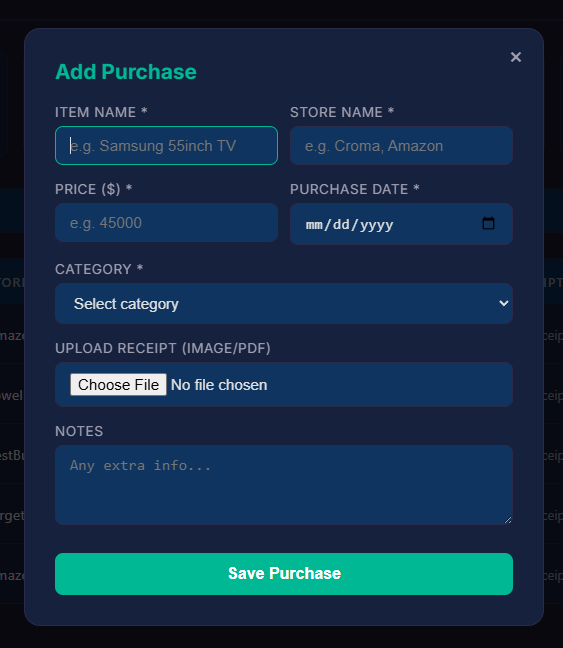 ×
Add Purchase
ITEM NAME * STORE NAME *
e.g. Samsung 55inch TV e.g. Croma, Amazon
PRICE ($) * PURCHASE DATE *
e.g. 45000 mm/dd/yyyy
CATEGORY *
Select category
UPLOAD RECEIPT (IMAGE/PDF)
Choose File No file chosen
NOTES
Any extra info...
Save Purchase